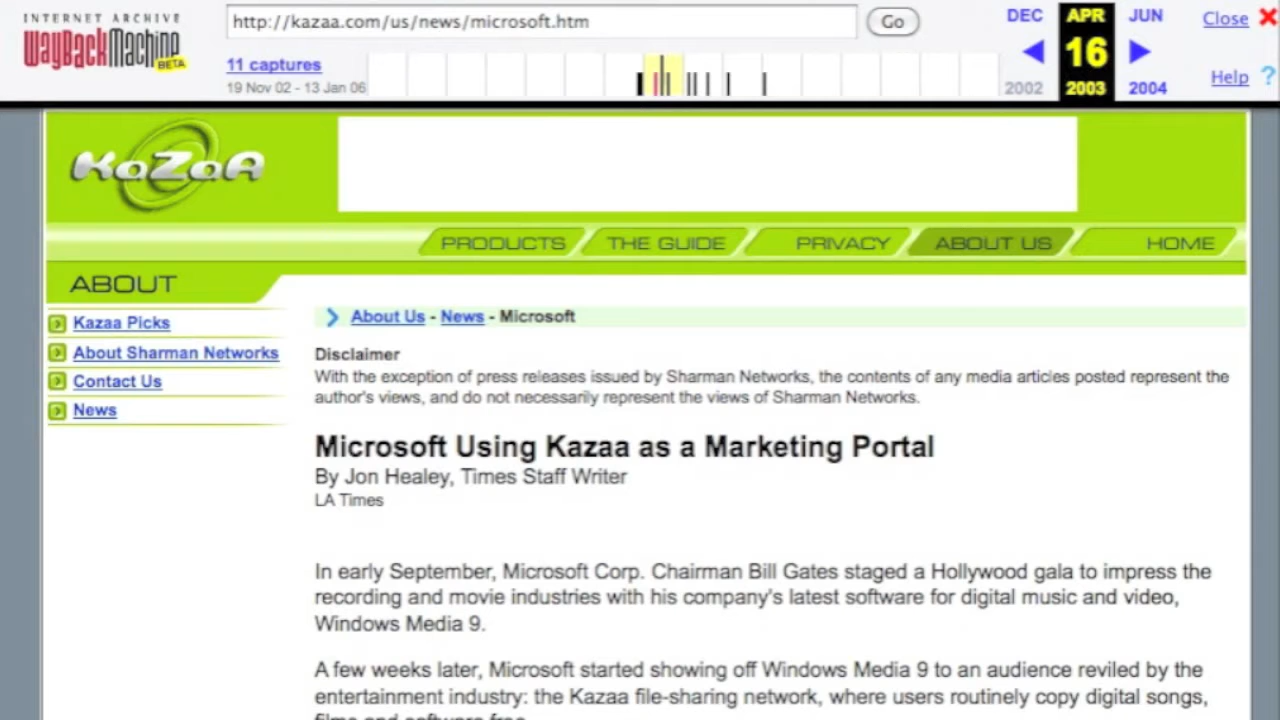 INTERNET ARCHIVE
WayBackMachine
BETA
http://kazaa.com/us/news/microsoft.htm
Go
11 captures
19 Nov 02 - 13 Jan 06
DEC APR JUN
16
2002 2003 2004
Close
Help ?
KaZaA
PRODUCTS THE GUIDE PRIVACY ABOUT US HOME
ABOUT
Kazaa Picks
About Sharman Networks
Contact Us
News
About Us - News - Microsoft
Disclaimer
With the exception of press releases issued by Sharman Networks, the contents of any media articles posted represent the
author's views, and do not necessarily represent the views of Sharman Networks.
Microsoft Using Kazaa as a Marketing Portal
By Jon Healey, Times Staff Writer
LA Times
In early September, Microsoft Corp. Chairman Bill Gates staged a Hollywood gala to impress the
recording and movie industries with his company's latest software for digital music and video,
Windows Media 9.
A few weeks later, Microsoft started showing off Windows Media 9 to an audience reviled by the
entertainment industry: the Kazaa file-sharing network, where users routinely copy digital songs,
films and software free